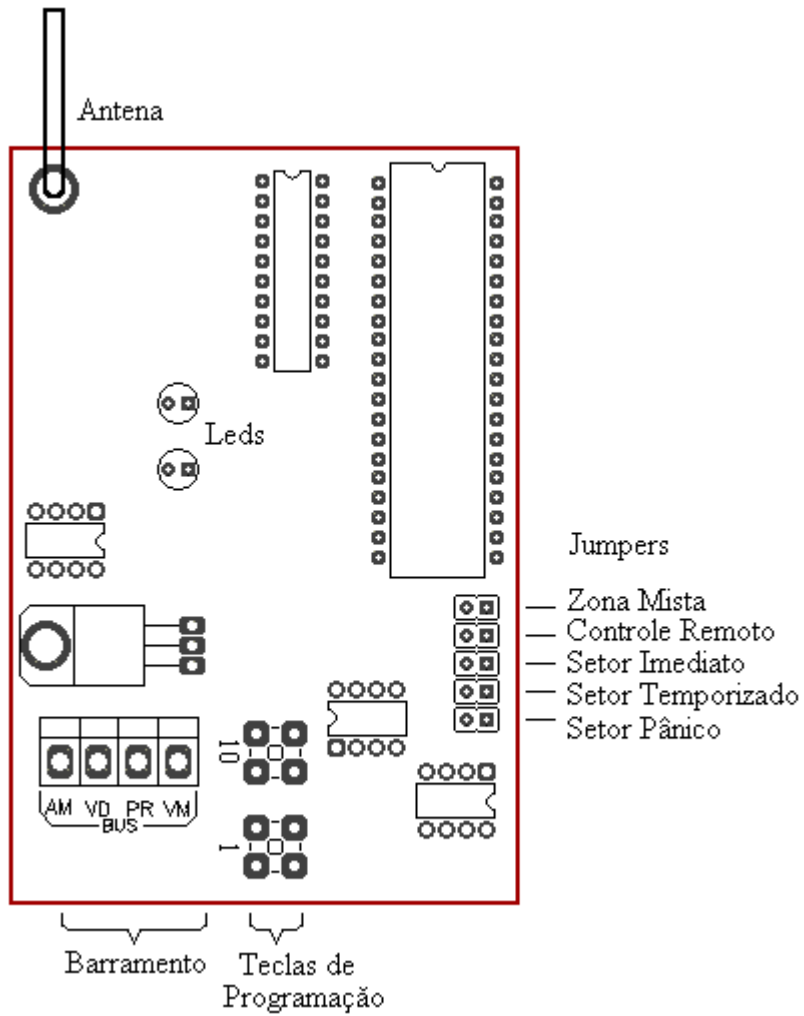 Antena
Leds
Jumpers
Zona Mista
Controle Remoto
Setor Imediato
Setor Temporizado
Setor Pânico
10
AM VD PR VM
BUS
1
Barramento
Teclas de
Programação